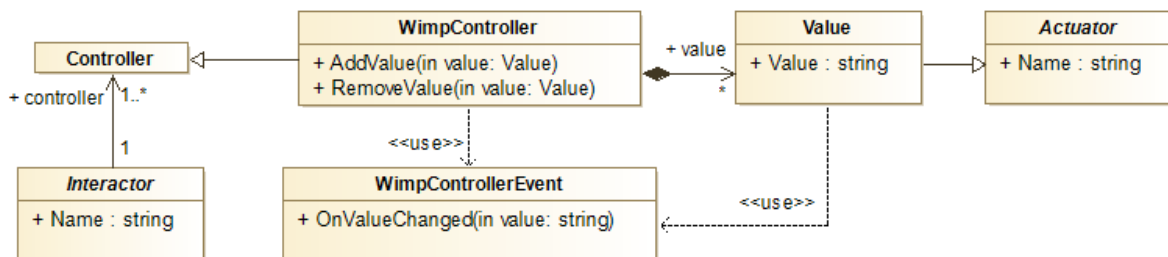 WimpController
+ AddValue(in value: Value)
+ RemoveValue(in value: Value)
Controller
+ controller
1..*
1
Interactor
+ Name : string
+ value
*
Value
+ Value : string
Actuator
+ Name : string
<<use>>
WimpControllerEvent
+ OnValueChanged(in value: string)
<<use>>